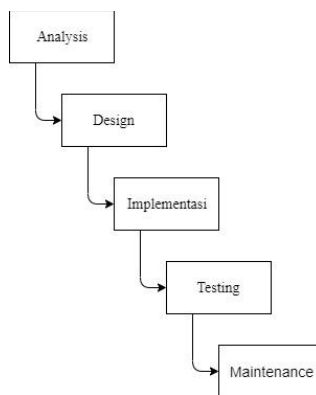 Analysis
Design
Implementasi
Testing
Maintenance